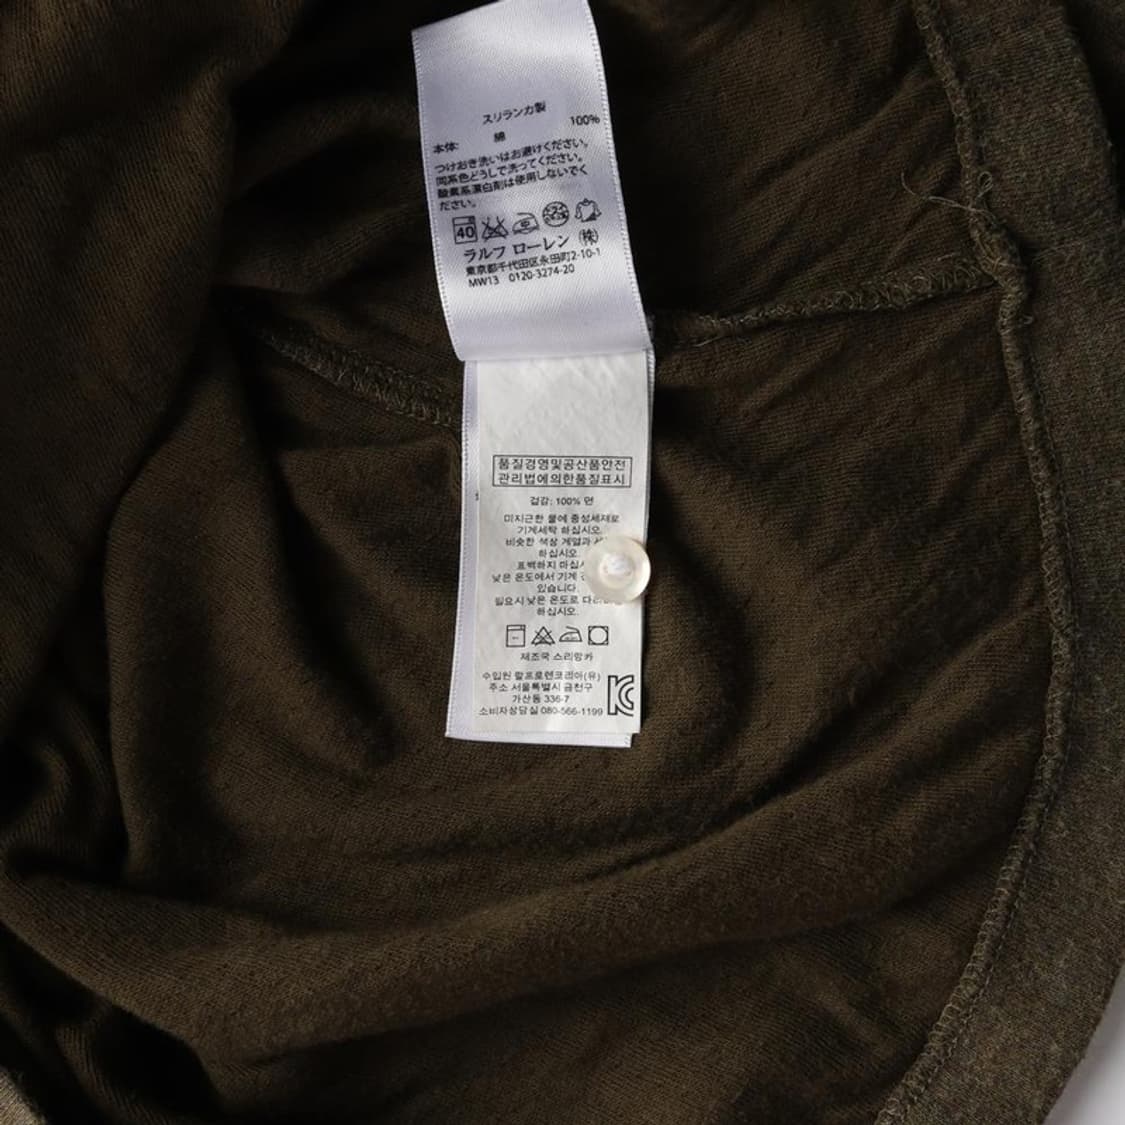 スリランカ製
本体: 綿 100%
つけおき洗いはお避けください。
同系色どうしで洗ってください。
酸素系漂白剤は使用しないでく
ださい。
40
ラルフ ローレン ㈱
東京都千代田区永田町2-10-1
MW13 0120-3274-20
품질경영및공산품안전
관리법에의한품질표시
겉감: 100% 면
미지근한 물에 중성세제로
기계세탁 하십시오.
비슷한 색상 계열과
하십시오.
표백하지 마십
낮은 온도에서 기계
있습니다.
필요시 낮은 온도로
하십시오.
제조국 스리랑카
수입원 랄프로렌코리아(유)
주소 서울특별시 금천구
가산동 336-7
소비자상담실 080-566-1199